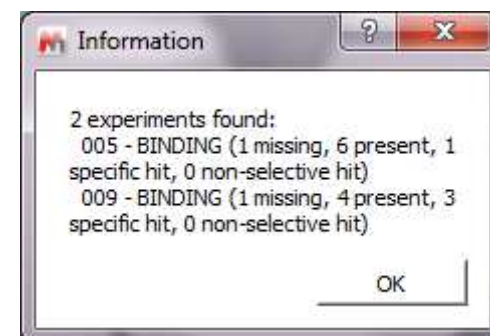 Information
2 experiments found:
005 - BINDING (1 missing, 6 present, 1
specific hit, 0 non-selective hit)
009 - BINDING (1 missing, 4 present, 3
specific hit, 0 non-selective hit)
OK